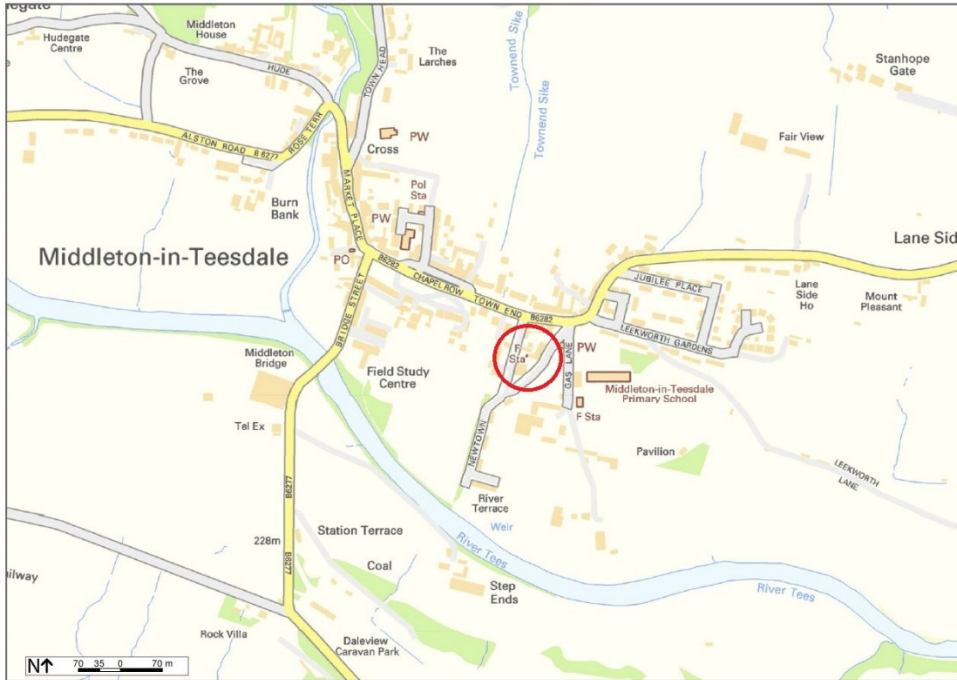 egate
Hudegate
Centre
Middleton
House
The
Grove
HUDE
TOWN HEAD
The
Larches
Townend Sike
Townend Sike
Stanhope
Gate
Fair View
ALSTON ROAD B 6277
ROSE TERR
PW
Cross
MARKET PLACE
Burn
Bank
Pol
Sta
PW
Middleton-in-Teesdale
PO
B6282
CHAPELROW
TOWN END
B6282
Lane Sid
JUBILEE PLACE
Lane
Side
Ho
Mount
Pleasant
LEEKWORTH GARDENS
BRIDGE STREET
Middleton
Bridge
Field Study
Centre
F
Sta
PW
GAS LANE
Middleton-in-Teesdale
Primary School
F Sta
Tel Ex
NEWTOWN
Pavilion
LEEKWORTH
LANE
River
Terrace
B6277
Station Terrace
Weir
228m
River Tees
Coal
B6277
Step
Ends
River Tees
ilway
Rock Villa
Daleview
Caravan Park
N
70 35 0 70 m